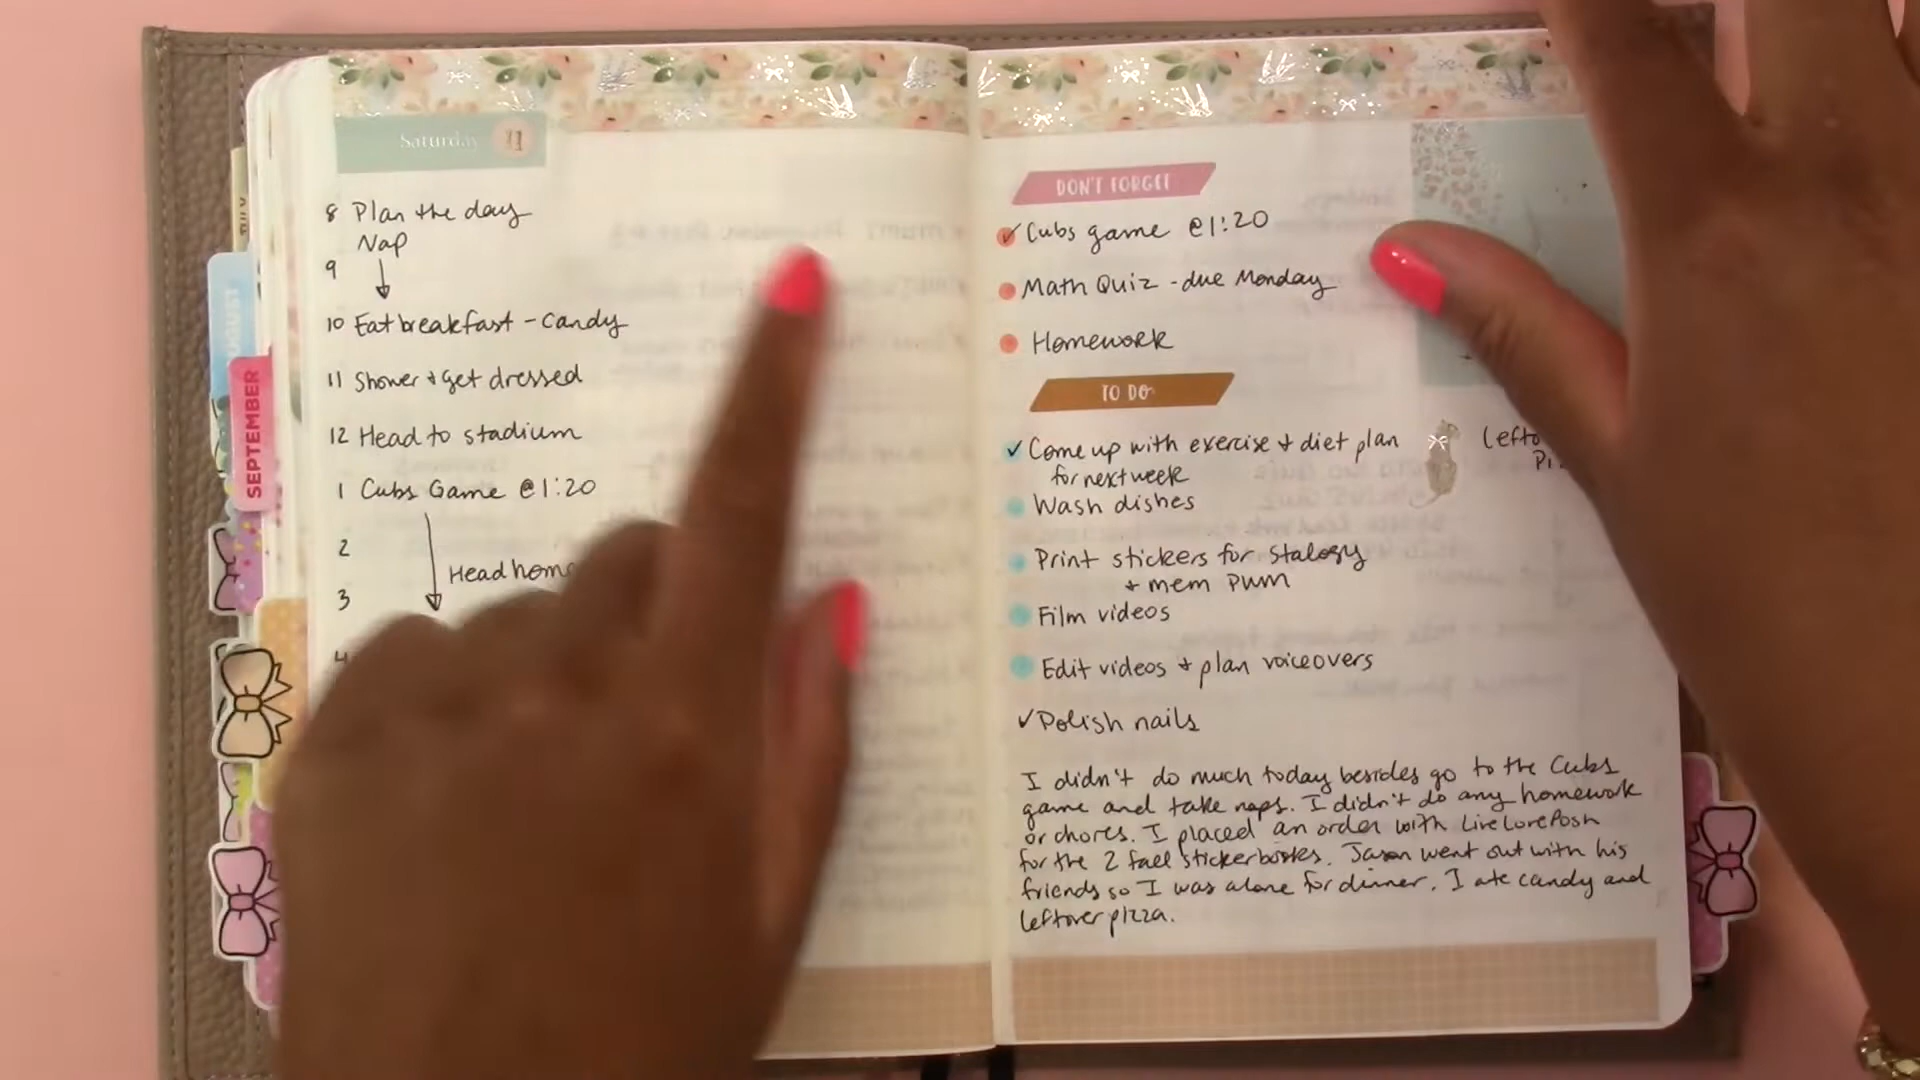 Saturday 11
8 Plan the day
Nap
9
10 Eat breakfast - Candy
11 Shower + get dressed
12 Head to stadium
1 Cubs Game @1:20
2
Head home
3
4
SEPTEMBER
DON'T FORGET
✓ Cubs game @1:20
Math Quiz - due Monday
Homework
TO DO
✓ Come up with exercise + diet plan
for next week
Wash dishes
Print stickers for Stalogy
+ mem PWM
Film videos
Edit videos + plan voiceovers
✓ Polish nails
I didn't do much today besides go to the Cubs
game and take naps. I didn't do any homework
or chores. I placed an order with LiveLovePosh
for the 2 fall stickerbooks. Jason went out with his
friends so I was alone for dinner. I ate candy and
leftover pizza.